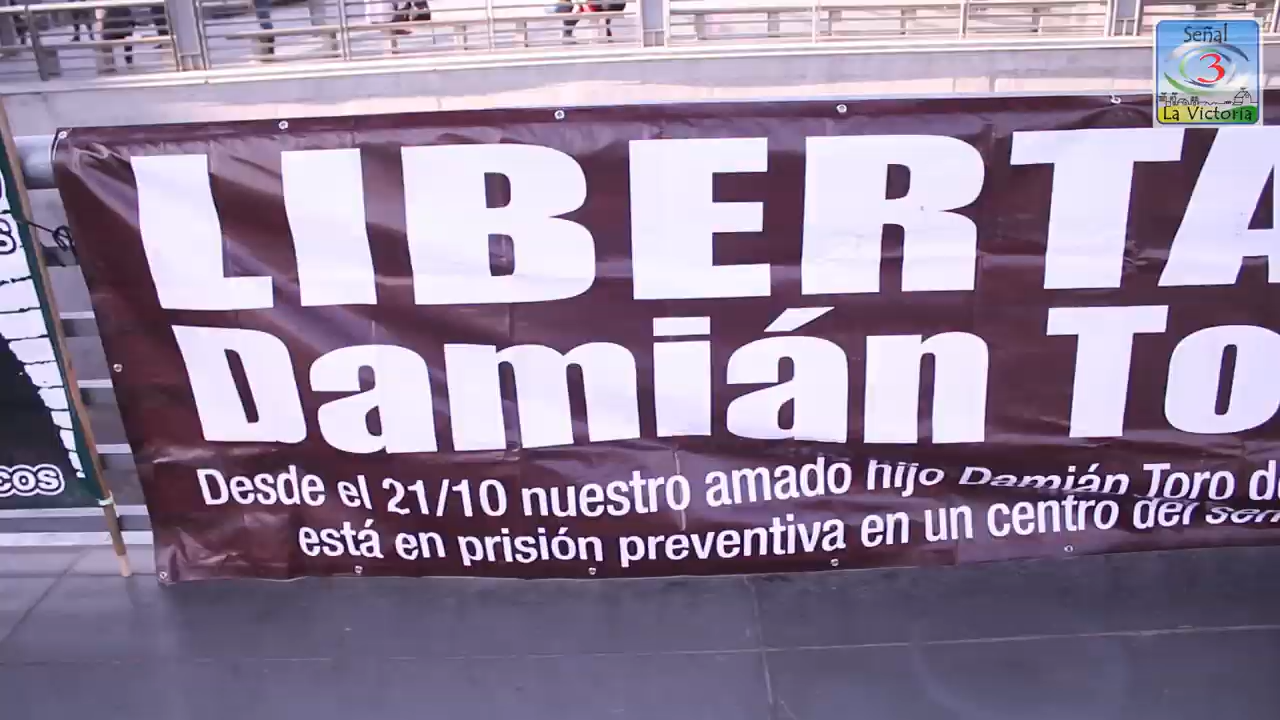 Señal
3
La Victoria
LIBERTA
Damián To
Desde el 21/10 nuestro amado hijo Damián Toro d
está en prisión preventiva en un centro del
cos